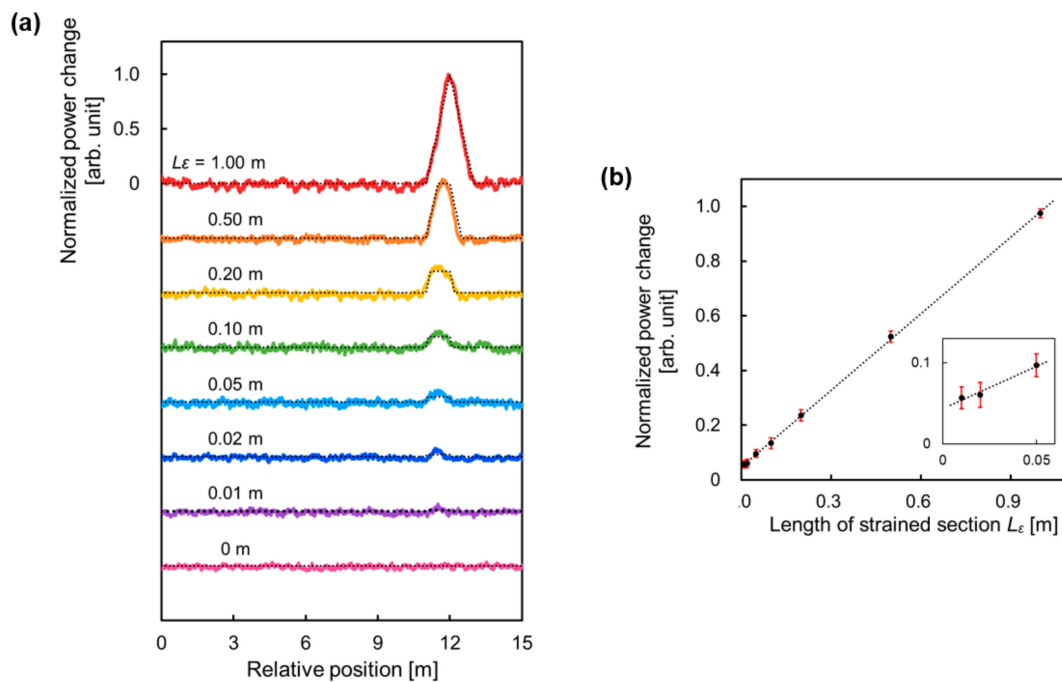 (a)
Normalized power change
[arb. unit]
1.0
0.5
0
Lε = 1.00 m
0.50 m
0.20 m
0.10 m
0.05 m
0.02 m
0.01 m
0 m
0 3 6 9 12 15
Relative position [m]
(b)
Normalized power change
[arb. unit]
1.0
0.8
0.6
0.4
0.2
0
.0 0.3 0.6 0.9
Length of strained section Lε [m]
0.1
0
0 0.05